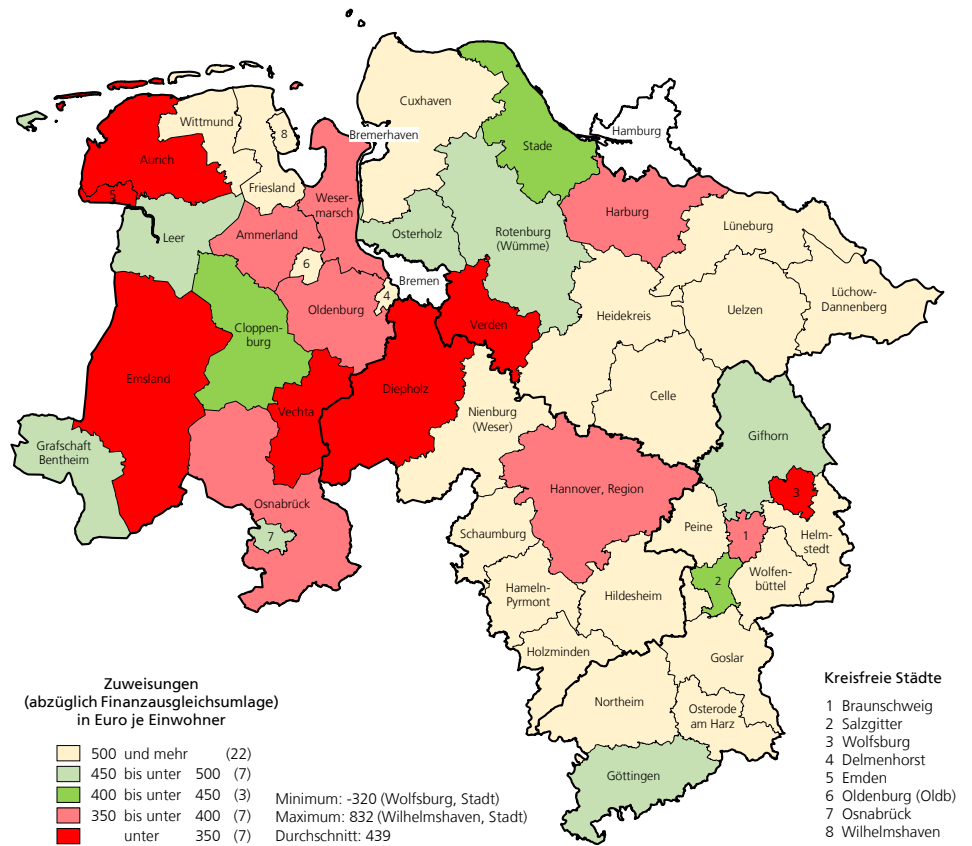 Cuxhaven
Wittmund
8
Bremerhaven
Hamburg
Stade
Aurich
Friesland
5
Weser-
marsch
Harburg
Lüneburg
Leer
Ammerland
Osterholz
Rotenburg
(Wümme)
6
Bremen
4
Lüchow-
Dannenberg
Oldenburg
Uelzen
Heidekreis
Verden
Cloppen-
burg
Emsland
Diepholz
Celle
Vechta
Nienburg
(Weser)
Gifhorn
Grafschaft
Bentheim
Hannover, Region
3
Osnabrück
Peine
1
Schaumburg
7
Helm-
stedt
Wolfen-
büttel
2
Hameln-
Pyrmont
Hildesheim
Holzminden
Goslar
Northeim
Osterode
am Harz
Göttingen
Zuweisungen
(abzüglich Finanzausgleichsumlage)
in Euro je Einwohner
500 und mehr (22)
450 bis unter 500 (7)
400 bis unter 450 (3)
350 bis unter 400 (7)
unter 350 (7)
Minimum: -320 (Wolfsburg, Stadt)
Maximum: 832 (Wilhelmshaven, Stadt)
Durchschnitt: 439
Kreisfreie Städte
1 Braunschweig
2 Salzgitter
3 Wolfsburg
4 Delmenhorst
5 Emden
6 Oldenburg (Oldb)
7 Osnabrück
8 Wilhelmshaven